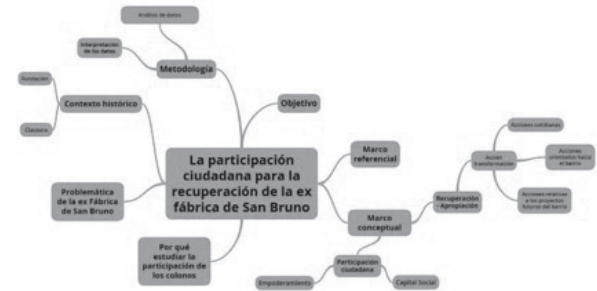 Análisis de datos
Interpretación
de los datos
Metodología
Fundación
Contexto histórico
Clausura
Objetivo
La participación
ciudadana para la
recuperación de la ex
fábrica de San Bruno
Marco
referencial
Problemática
de la ex Fábrica
de San Bruno
Por qué
estudiar la
participación de
los colonos
Marco
conceptual
Participación
ciudadana
Empoderamiento
Capital Social
Recuperación
- Apropiación
Acción
transformación
Acciones cotidianas
Acciones
orientadas hacia
el barrio
Acciones relativas
a los proyectos
futuros del barrio